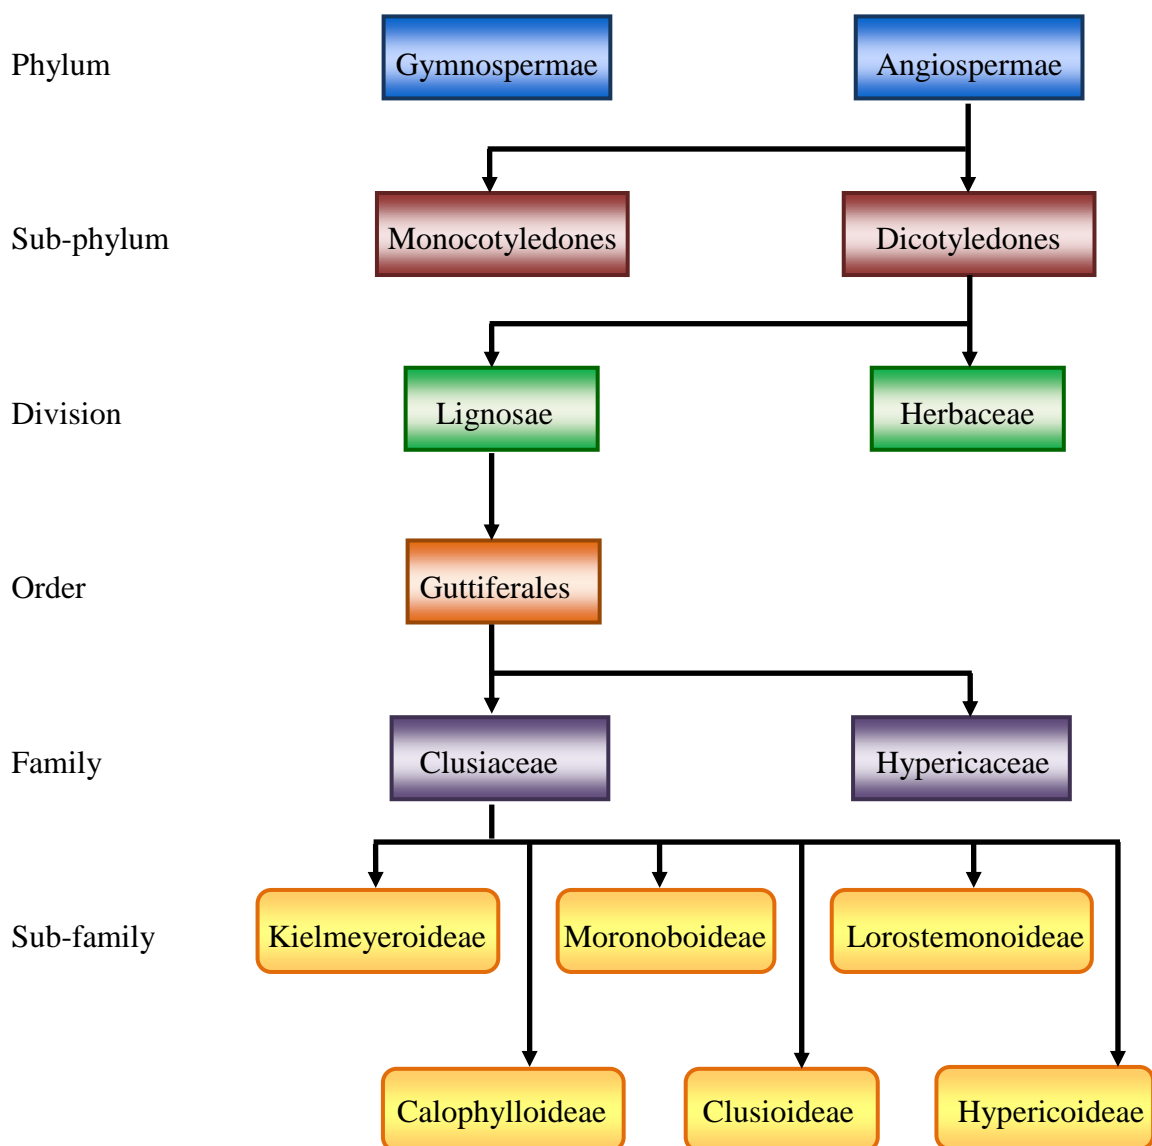 Phylum
Gymnospermae
Angiospermae
Sub-phylum
Monocotyledones
Dicotyledones
Division
Lignosae
Herbaceae
Order
Guttiferales
Family
Clusiaceae
Hypericaceae
Sub-family
Kielmeyeroideae
Moronoboideae
Lorostemonoideae
Calophylloideae
Clusioideae
Hypericoideae